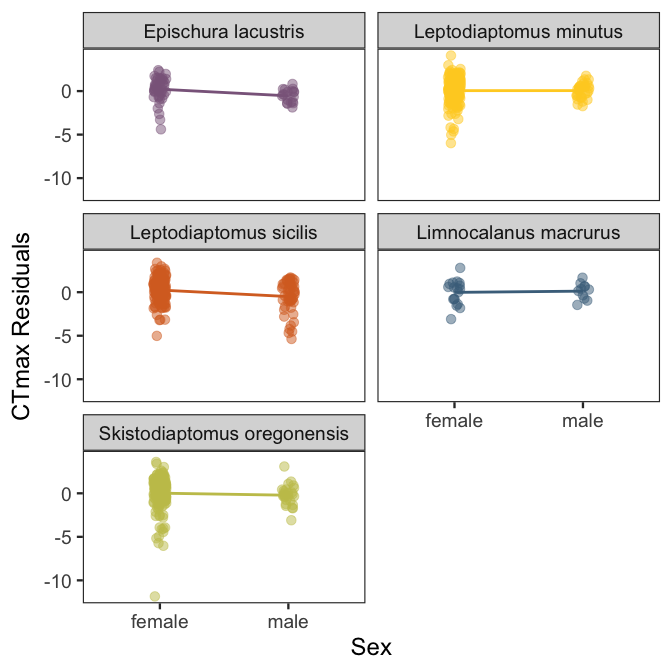 Epischura lacustris
Leptodiaptomus minutus
0
-5
-10
Leptodiaptomus sicilis
Limnocalanus macrurus
0
-5
-10
female
male
Skistodiaptomus oregonensis
0
-5
-10
female
male
CTmax Residuals
Sex